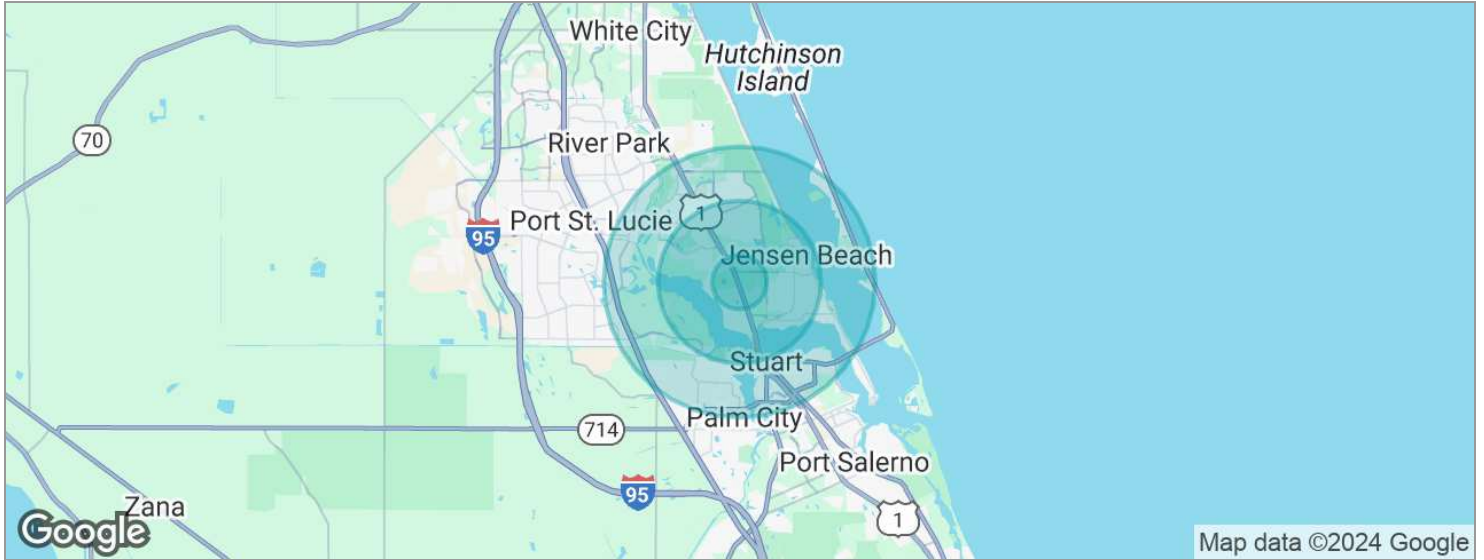 White City
Hutchinson
Island
70
River Park
Port St. Lucie
1
95
Jensen Beach
Stuart
Palm City
714
Port Salerno
95
Zana
1
Google
Map data ©2024 Google